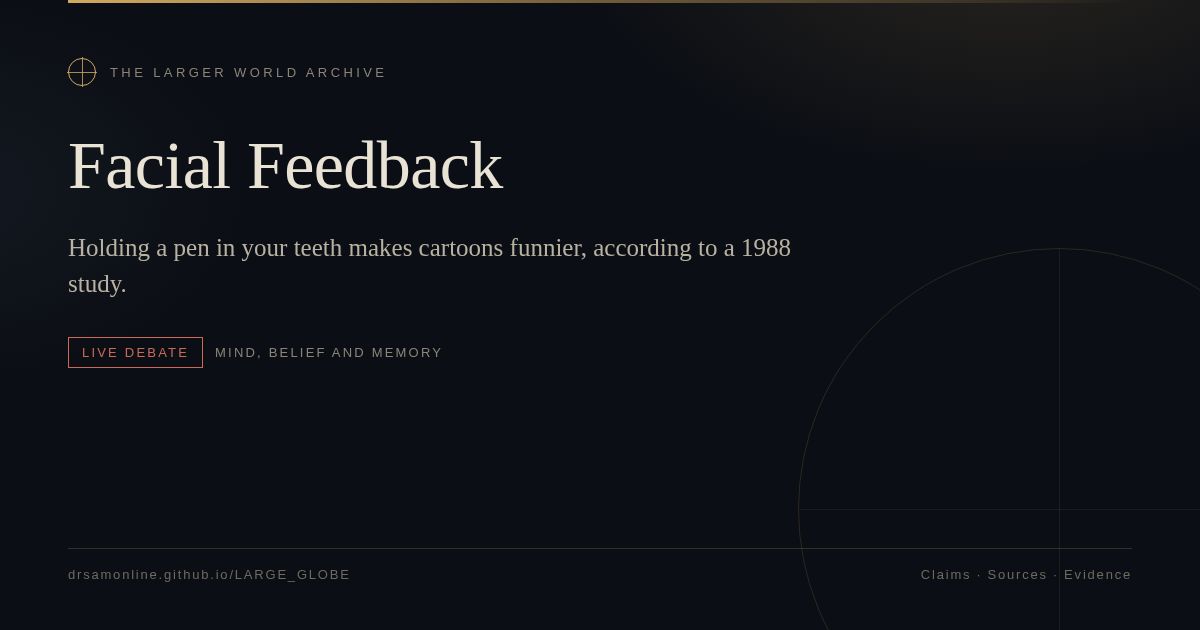 THE LARGER WORLD ARCHIVE
Facial Feedback
Holding a pen in your teeth makes cartoons funnier, according to a 1988
study.
LIVE DEBATE MIND, BELIEF AND MEMORY
drsamonline.github.io/LARGE_GLOBE Claims · Sources · Evidence